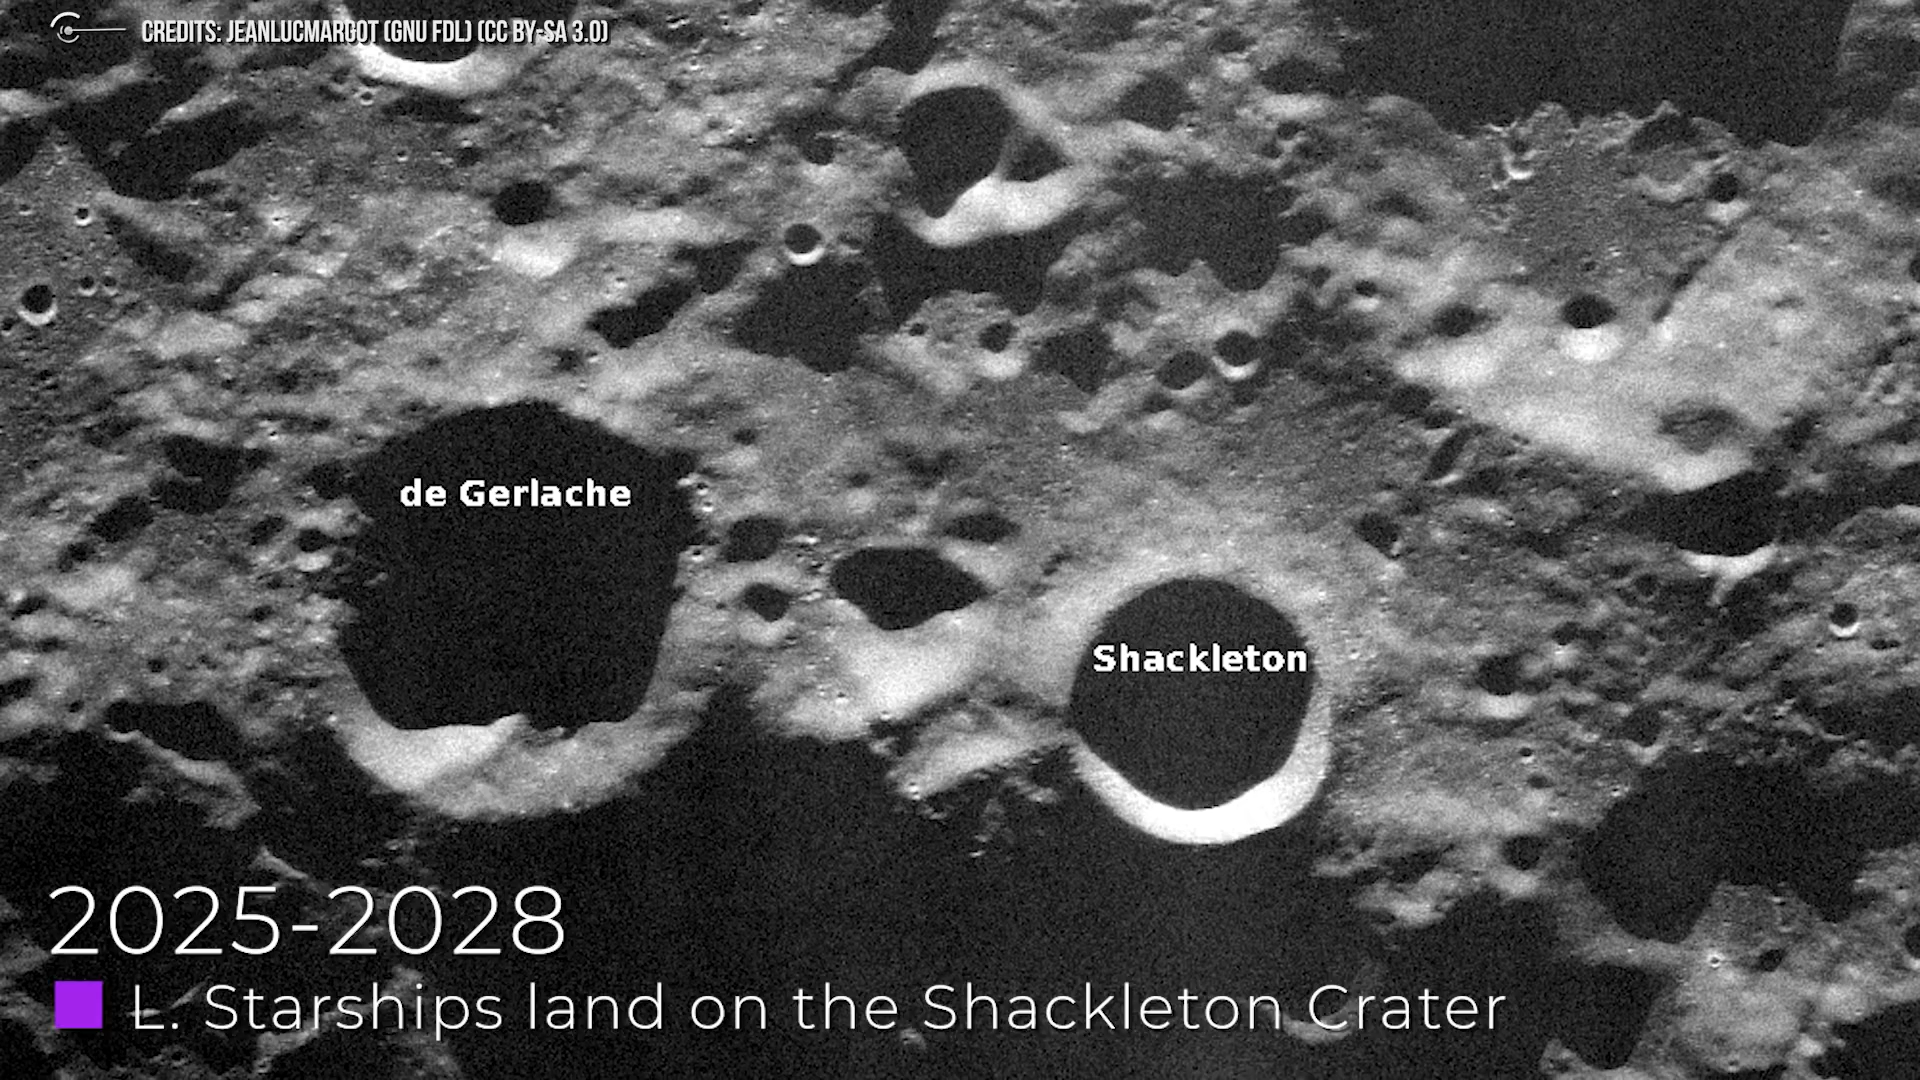 CREDITS: JEANLUCMARGOT (GNU FDL) (CC BY-SA 3.0)
de Gerlache
Shackleton
2025-2028
L. Starships land on the Shackleton Crater